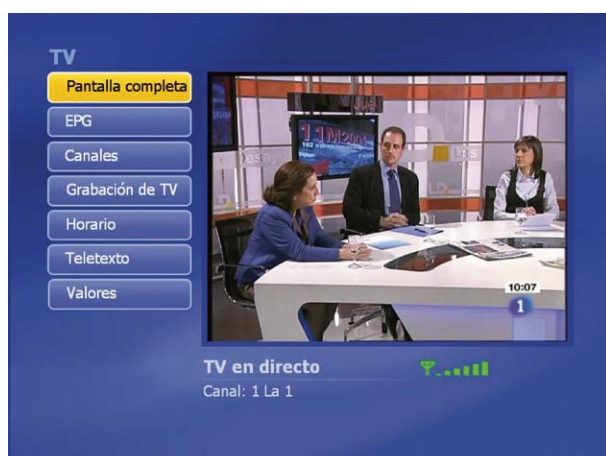 TV
Pantalla completa
EPG
Canales
Grabación de TV
Horario
Teletexto
Valores
11M
10:07
1
TV en directo
Canal: 1 La 1